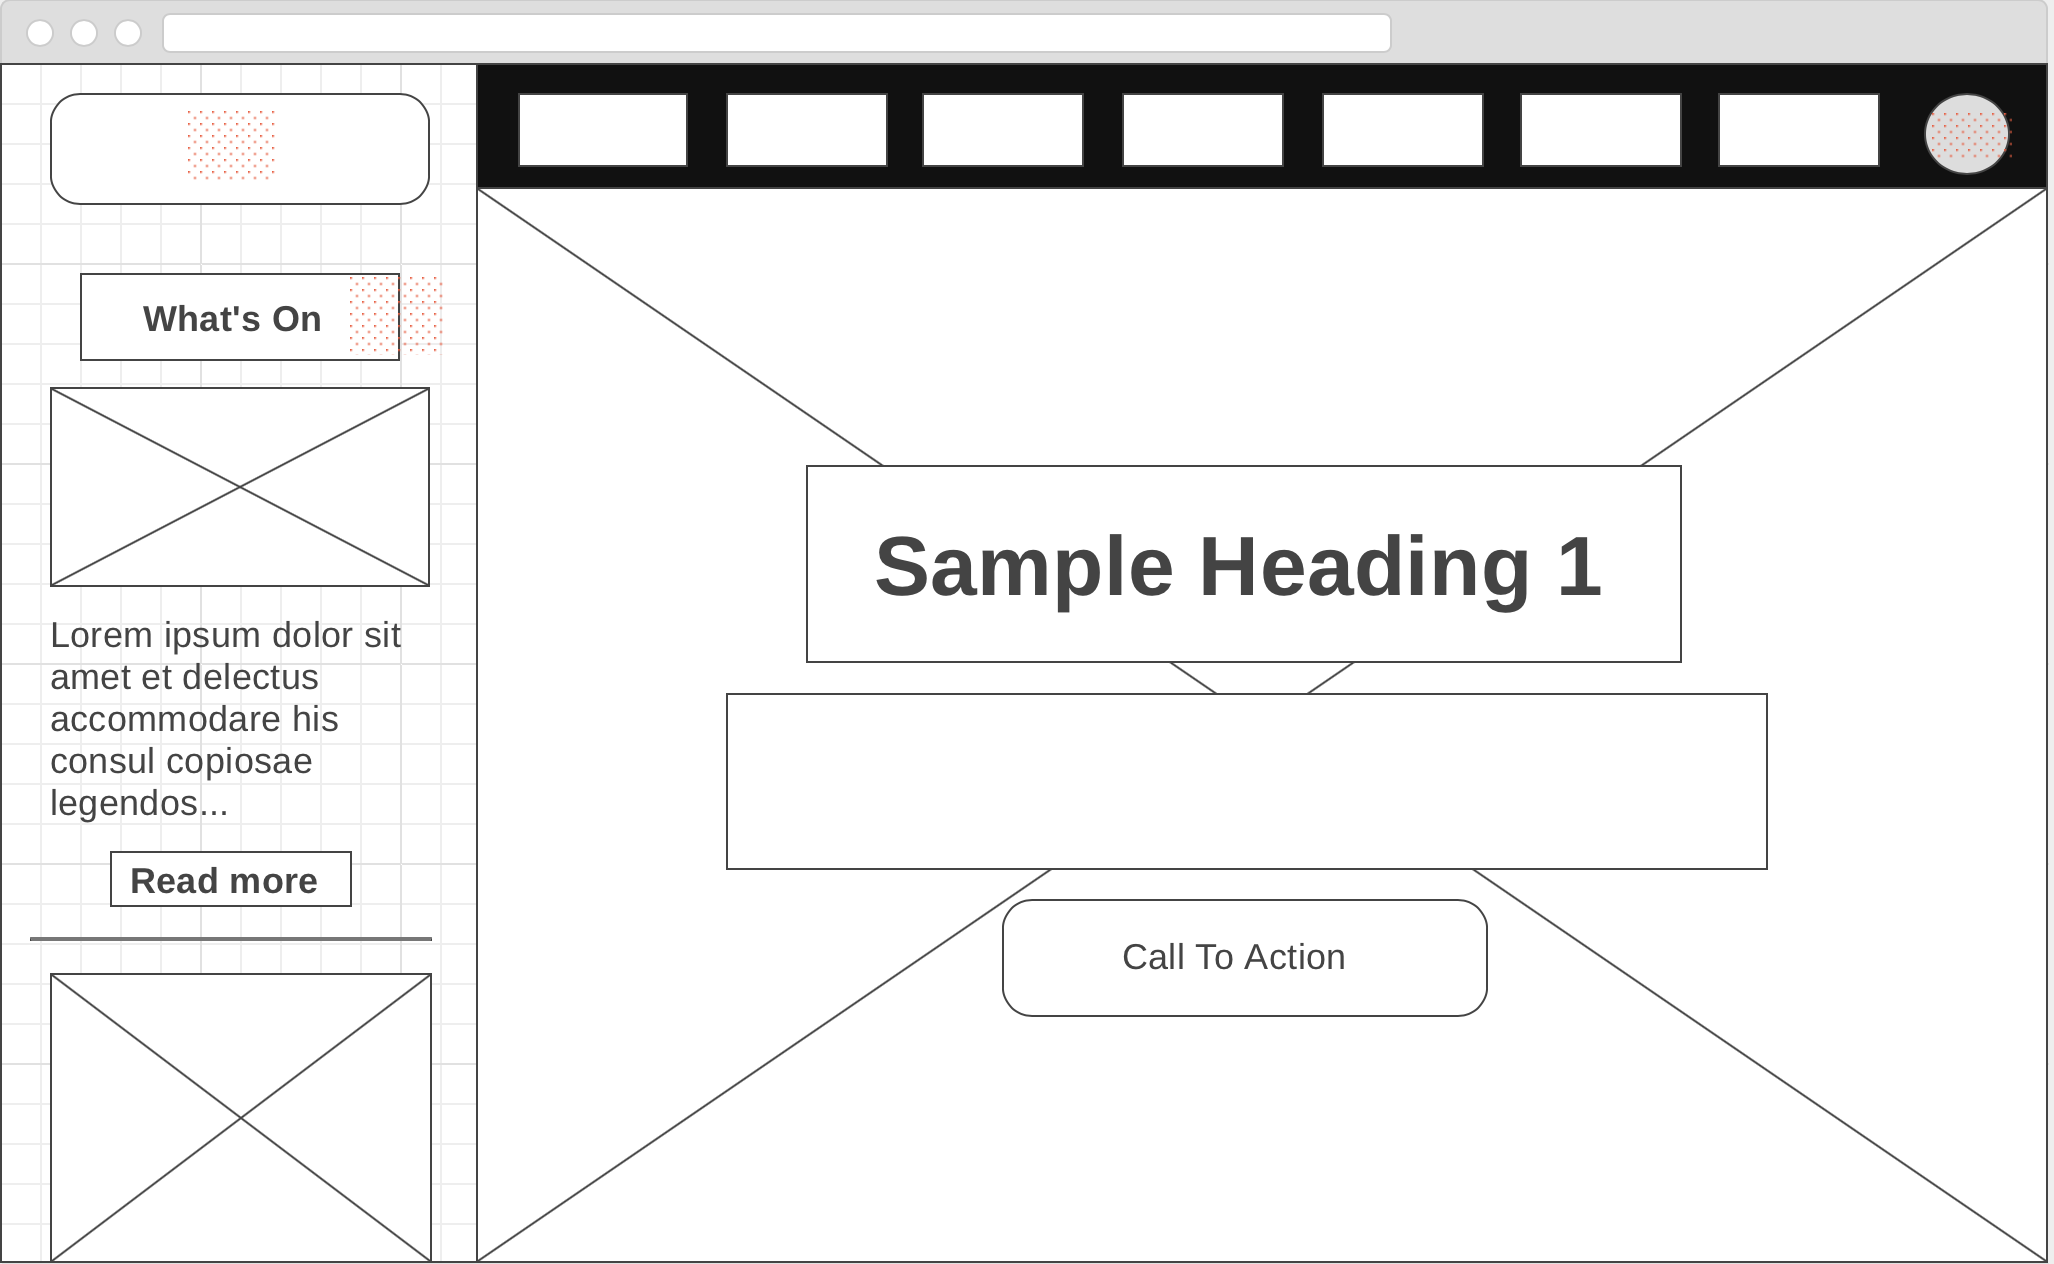 What's On
Lorem ipsum dolor sit
amet et delectus
accommodare his
consul copiosae
legendos...
Read more
Sample Heading 1
Call To Action